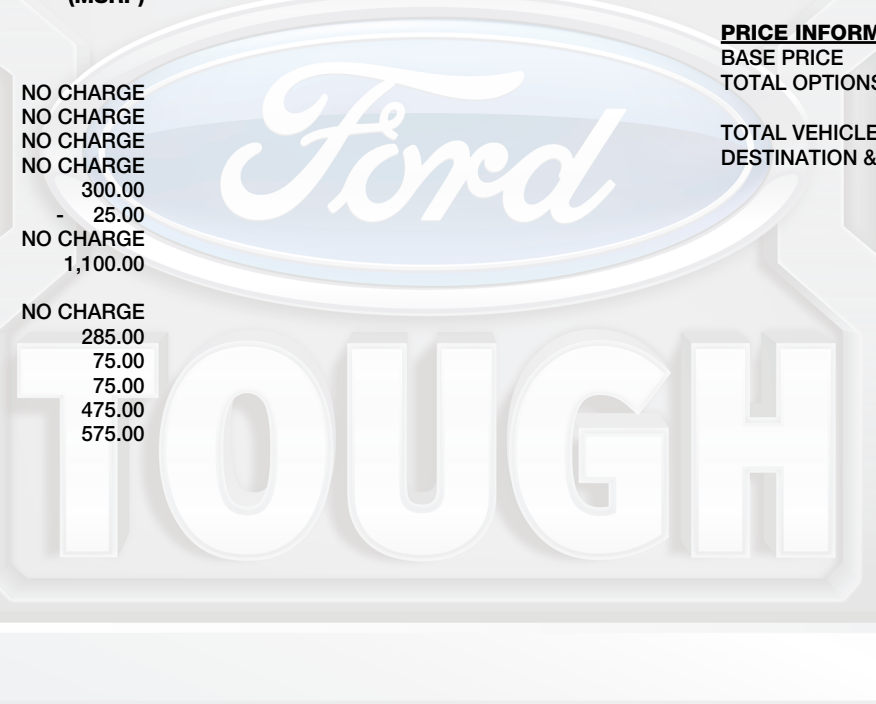 (MSRP)
NO CHARGE
NO CHARGE
NO CHARGE
NO CHARGE
300.00
- 25.00
NO CHARGE
1,100.00
NO CHARGE
285.00
75.00
75.00
475.00
575.00
PRICE INFORM
BASE PRICE
TOTAL OPTIONS
TOTAL VEHICLE
DESTINATION &
Ford
TOUGH